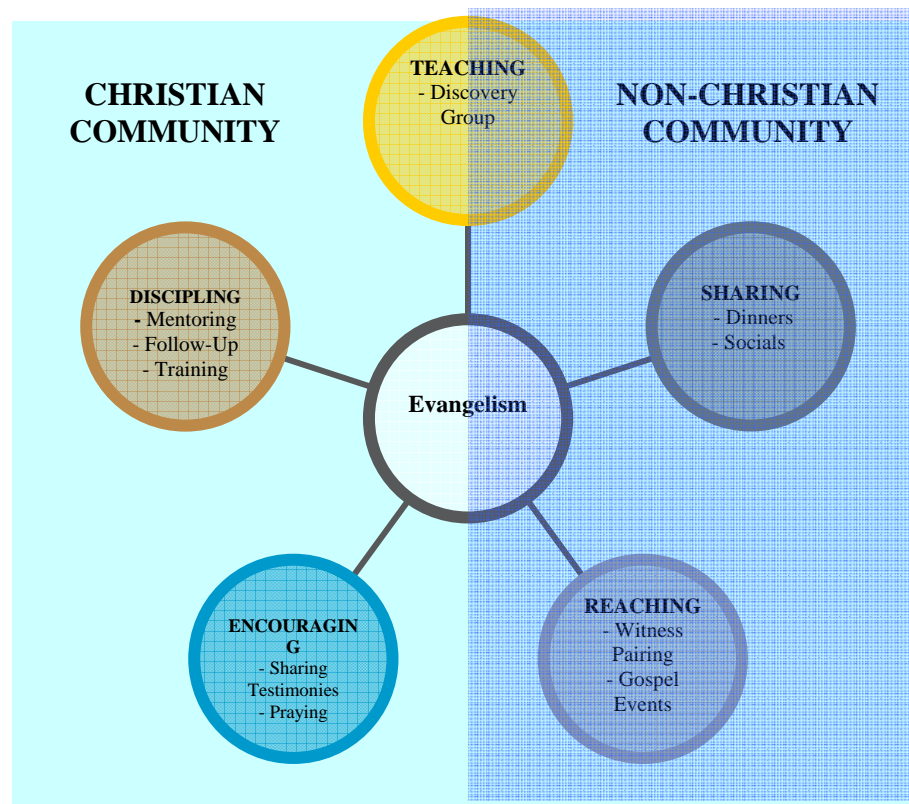 CHRISTIAN
COMMUNITY
TEACHING
- Discovery
Group
NON-CHRISTIAN
COMMUNITY
DISCIPLING
- Mentoring
- Follow-Up
- Training
SHARING
- Dinners
- Socials
Evangelism
ENCOURAGIN
G
- Sharing
Testimonies
- Praying
REACHING
- Witness
Pairing
- Gospel
Events